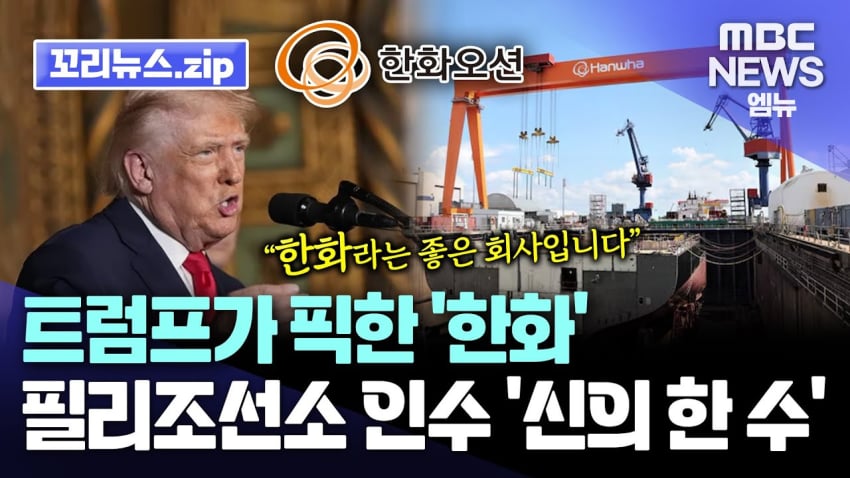 꼬리뉴스.zip
한화오션
Hanwha
MBC
NEWS
엠뉴
“한화라는 좋은 회사입니다”
트럼프가 픽한 '한화'
필리조선소 인수 '신의 한 수'